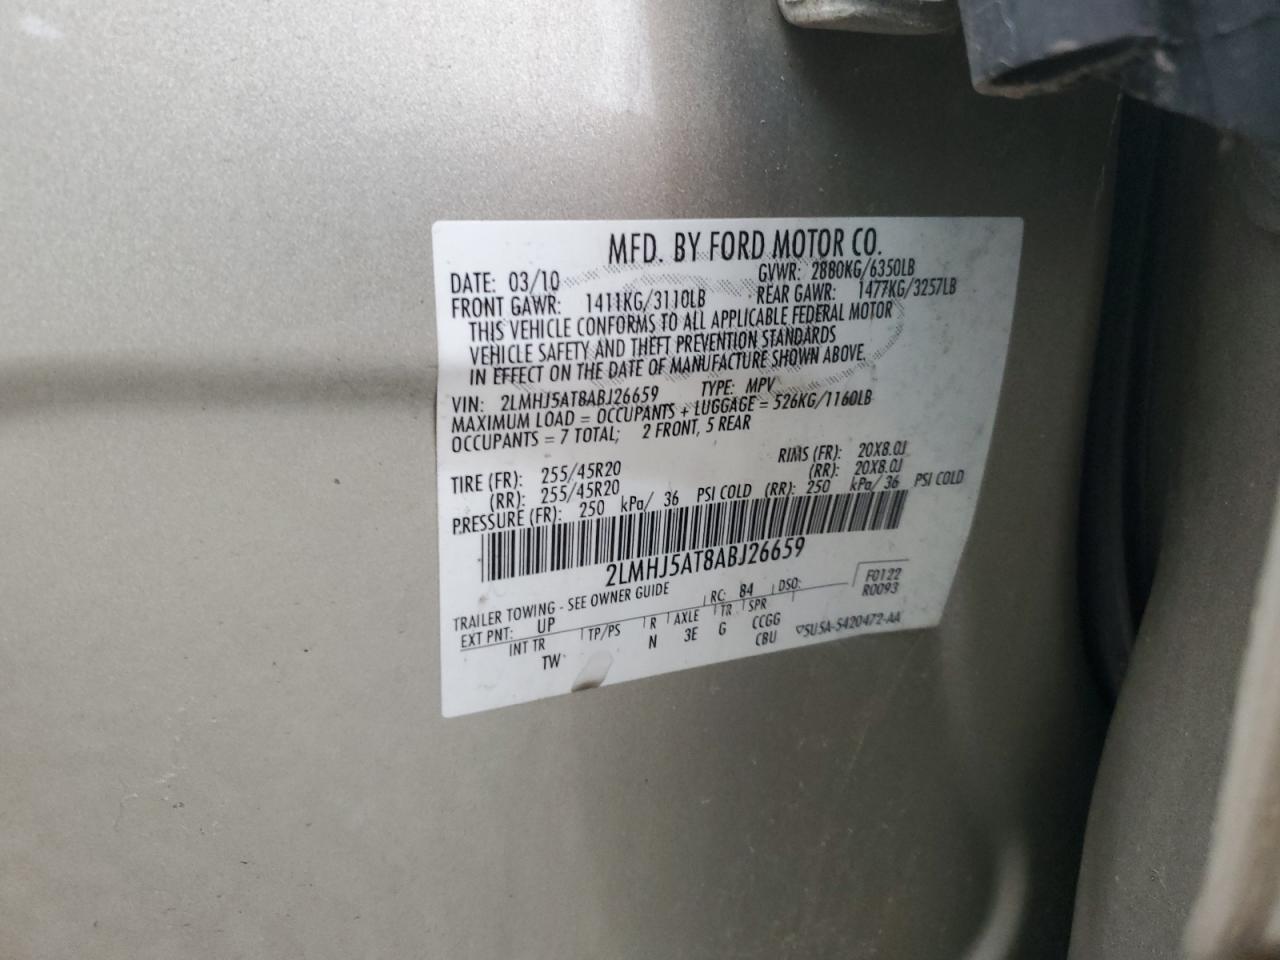 MFD. BY FORD MOTOR CO.
DATE: 03/10 GVWR: 2880KG/6350LB
FRONT GAWR: 1411KG/3110LB REAR GAWR: 1477KG/3257LB
THIS VEHICLE CONFORMS TO ALL APPLICABLE FEDERAL MOTOR
VEHICLE SAFETY AND THEFT PREVENTION STANDARDS
IN EFFECT ON THE DATE OF MANUFACTURE SHOWN ABOVE.
VIN: 2LMHJ5AT8ABJ26659 TYPE: MPV
MAXIMUM LOAD = OCCUPANTS + LUGGAGE = 526KG/1160LB
OCCUPANTS = 7 TOTAL; 2 FRONT, 5 REAR
TIRE (FR): 255/45R20 RIMS (FR): 20X8.0J
(RR): 255/45R20 (RR): 20X8.0J
PRESSURE (FR): 250 kPa/ 36 PSI COLD (RR): 250 kPa/ 36 PSI COLD
2LMHJ5AT8ABJ26659
TRAILER TOWING - SEE OWNER GUIDE
F0122
R0093
EXT PNT: UP RC: 84 DSO:
INT TR TP/PS R AXLE TR SPR
TW N 3E G CCGG
CBU
5U5A-5420472-AA